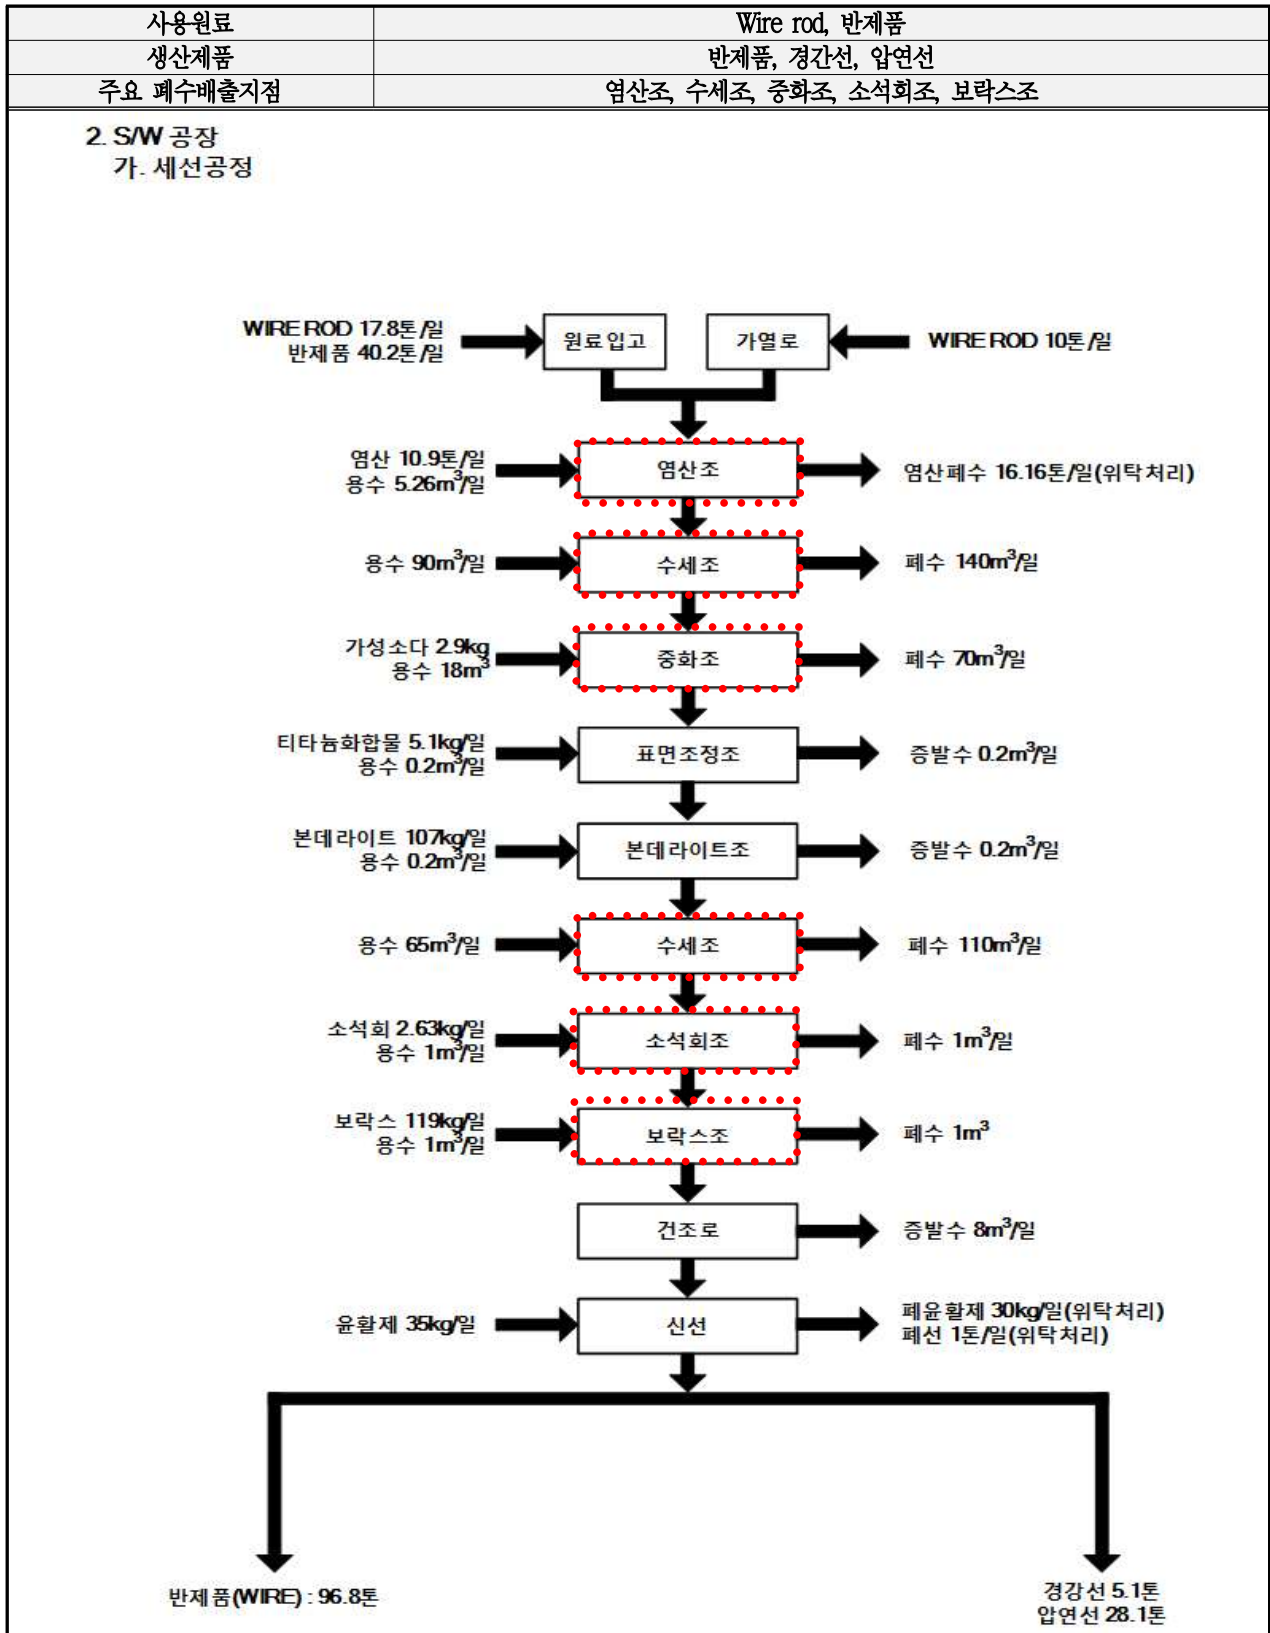 사용원료 Wire rod, 반제품
생산제품 반제품, 경간선, 압연선
주요 폐수배출지점 염산조, 수세조, 중화조, 소석회조, 보락스조
2. S/W 공장
가. 세선공정
WIRE ROD 17.8톤/일
반제품 40.2톤/일
원료입고
가열로
WIRE ROD 10톤/일
염산 10.9톤/일
용수 5.26m³/일
염산조
염산폐수 16.16톤/일(위탁처리)
용수 90m³/일
수세조
폐수 140m³/일
가성소다 2.9kg
용수 18m³
중화조
폐수 70m³/일
티타늄화합물 5.1kg/일
용수 0.2m³/일
표면조정조
증발수 0.2m³/일
본데라이트 107kg/일
용수 0.2m³/일
본데라이트조
증발수 0.2m³/일
용수 65m³/일
수세조
폐수 110m³/일
소석회 2.63kg/일
용수 1m³/일
소석회조
폐수 1m³/일
보락스 119kg/일
용수 1m³/일
보락스조
폐수 1m³
건조로
증발수 8m³/일
윤활제 35kg/일
신선
폐윤활제 30kg/일(위탁처리)
폐선 1톤/일(위탁처리)
반제품(WIRE) : 96.8톤
경강선 5.1톤
압연선 28.1톤